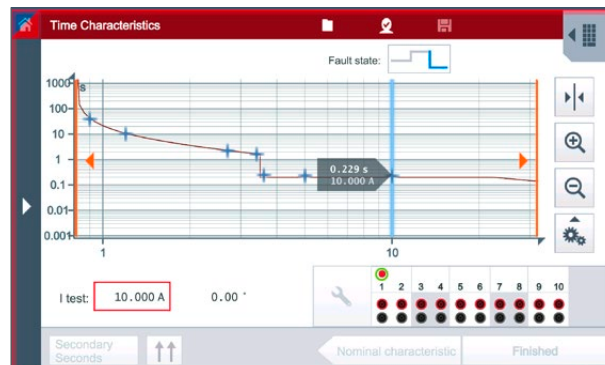 Time Characteristics
Fault state:
1000
s
100
10
1
0.1
0.01
0.001
0.229 s
10.000 A
1
10
I test:
10.000 A
0.00 °
1 2 3 4 5 6 7 8 9 10
Secondary
Seconds
Nominal characteristic
Finished